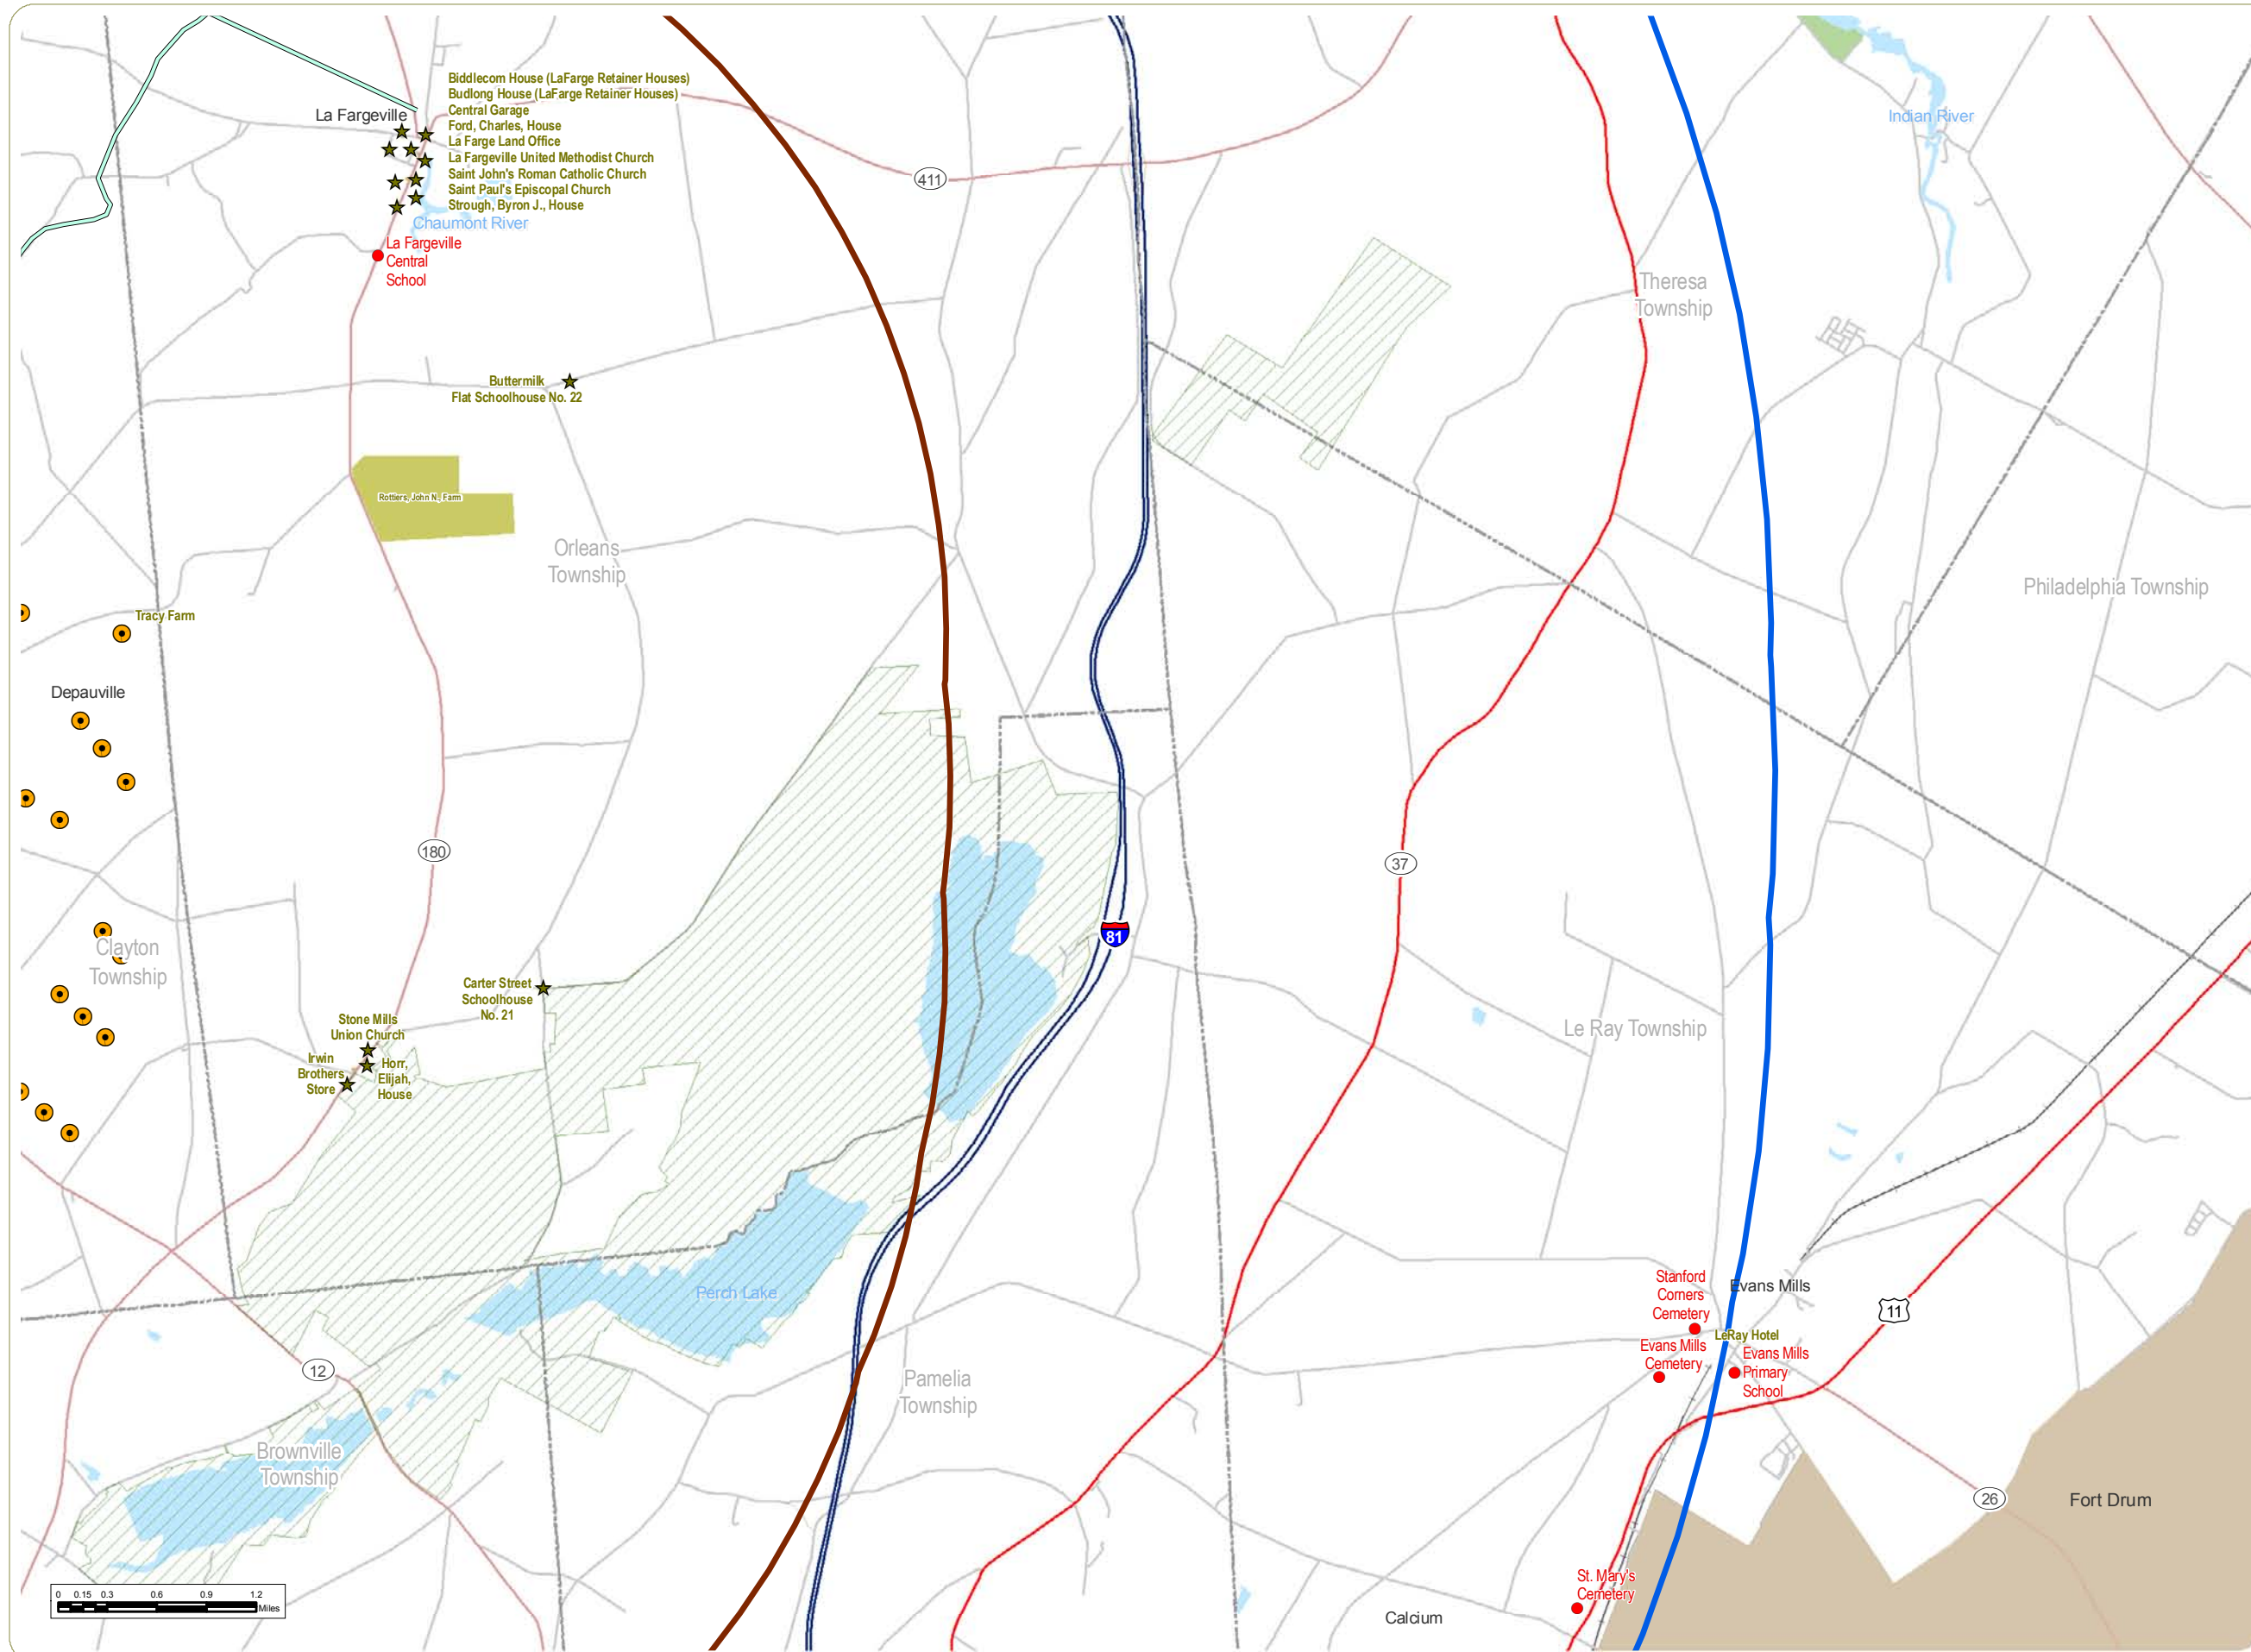 Biddlecom House (LaFarge Retainer Houses)
Budlong House (LaFarge Retainer Houses)
Central Garage
Ford, Charles, House
La Farge Land Office
La Fargeville United Methodist Church
Saint John's Roman Catholic Church
Saint Paul's Episcopal Church
Strough, Byron J., House
La Fargeville
Chaumont River
La Fargeville
Central
School
411
Indian River
Theresa
Township
Buttermilk
Flat Schoolhouse No. 22
Rottiers, John N., Farm
Orleans
Township
Philadelphia Township
Tracy Farm
Depauville
180
37
81
Clayton
Township
Carter Street
Schoolhouse
No. 21
Stone Mills
Union Church
Irwin
Brothers
Store
Horr,
Elijah,
House
Le Ray Township
Perch Lake
Stanford
Corners
Cemetery
Evans Mills
11
LeRay Hotel
Evans Mills
Cemetery
Evans Mills
Primary
School
12
Pamelia
Township
Brownville
Township
26
Fort Drum
St. Mary's
Cemetery
Calcium
0 0.15 0.3 0.6 0.9 1.2
Miles